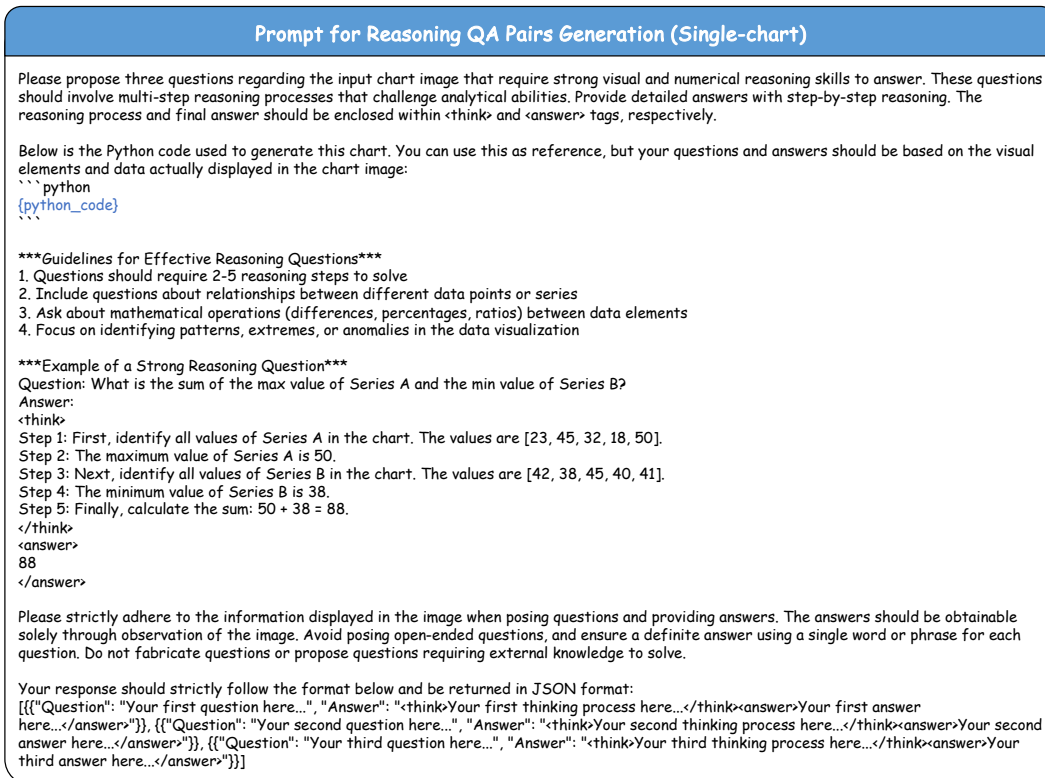 Prompt for Reasoning QA Pairs Generation (Single-chart)
Please propose three questions regarding the input chart image that require strong visual and numerical reasoning skills to answer. These questions
should involve multi-step reasoning processes that challenge analytical abilities. Provide detailed answers with step-by-step reasoning. The
reasoning process and final answer should be enclosed within <think> and <answer> tags, respectively.
Below is the Python code used to generate this chart. You can use this as reference, but your questions and answers should be based on the visual
elements and data actually displayed in the chart image:
```python
{python_code}
```
***Guidelines for Effective Reasoning Questions***
1. Questions should require 2-5 reasoning steps to solve
2. Include questions about relationships between different data points or series
3. Ask about mathematical operations (differences, percentages, ratios) between data elements
4. Focus on identifying patterns, extremes, or anomalies in the data visualization
***Example of a Strong Reasoning Question***
Question: What is the sum of the max value of Series A and the min value of Series B?
Answer:
<think>
Step 1: First, identify all values of Series A in the chart. The values are [23, 45, 32, 18, 50].
Step 2: The maximum value of Series A is 50.
Step 3: Next, identify all values of Series B in the chart. The values are [42, 38, 45, 40, 41].
Step 4: The minimum value of Series B is 38.
Step 5: Finally, calculate the sum: 50 + 38 = 88.
</think>
<answer>
88
</answer>
Please strictly adhere to the information displayed in the image when posing questions and providing answers. The answers should be obtainable
solely through observation of the image. Avoid posing open-ended questions, and ensure a definite answer using a single word or phrase for each
question. Do not fabricate questions or propose questions requiring external knowledge to solve.
Your response should strictly follow the format below and be returned in JSON format:
[{{"Question": "Your first question here...", "Answer": "<think>Your first thinking process here...</think><answer>Your first answer
here...</answer>"}}, {{"Question": "Your second question here...", "Answer": "<think>Your second thinking process here...</think><answer>Your second
answer here...</answer>"}}, {{"Question": "Your third question here...", "Answer": "<think>Your third thinking process here...</think><answer>Your
third answer here...</answer>"}}]